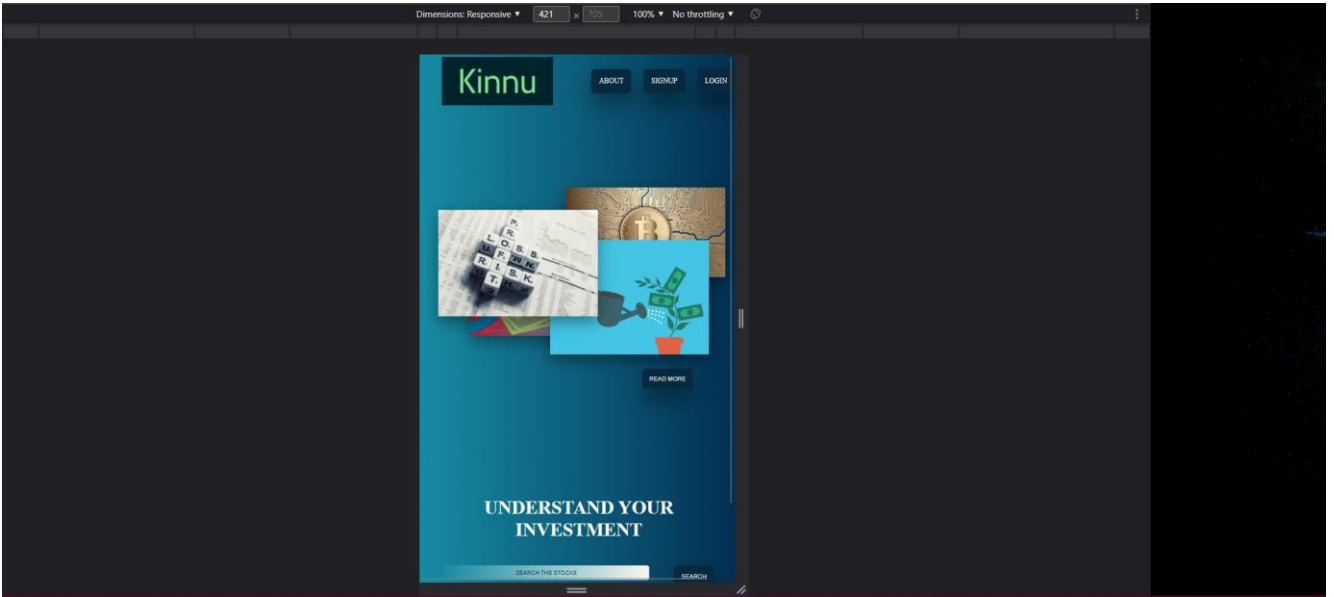 Dimensions: Responsive ▼ 421 × 705 100% ▼ No throttling ▼
Kinnu
ABOUT SIGNUP LOGIN
P.
R.
L. O. S. S.
U. F.
R. I. S. K.
T.
B
READ MORE
UNDERSTAND YOUR
INVESTMENT
SEARCH THE STOCKS SEARCH